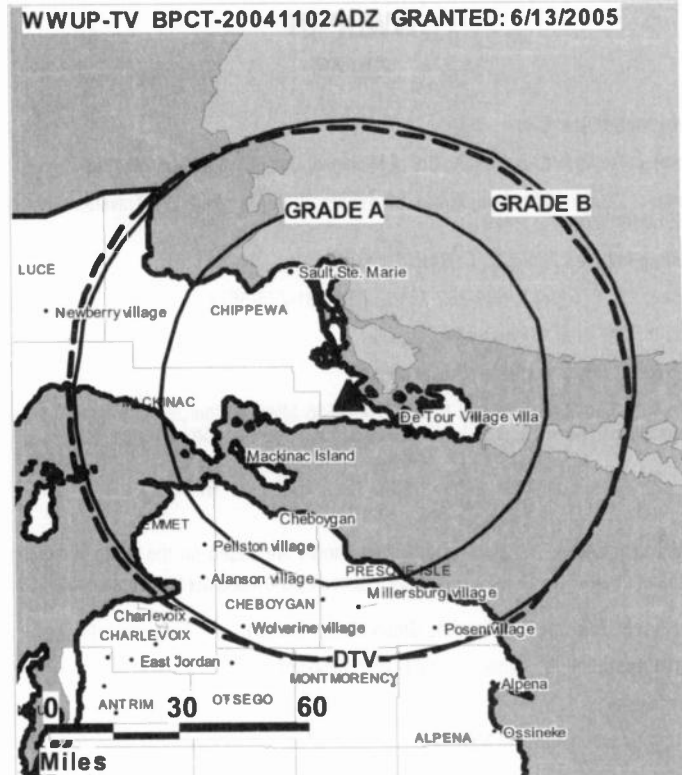 WWUP-TV BPCT-20041102ADZ GRANTED: 6/13/2005
GRADE A
GRADE B
LUCE
Sault Ste. Marie
Newberry village
CHIPPEWA
MACKINAC
De Tour Village villa
Mackinac Island
Cheboygan
EMMET
Pellston village
PRESQUE ISLE
Alanson village
Millersburg village
CHEBOYGAN
Charlevoix
Wolverine village
Posen village
CHARLEVOIX
DTV
East Jordan
MONTMORENCY
Alpena
ANTRIM
OTSEGO
0 30 60
Ossineke
ALPENA
Miles